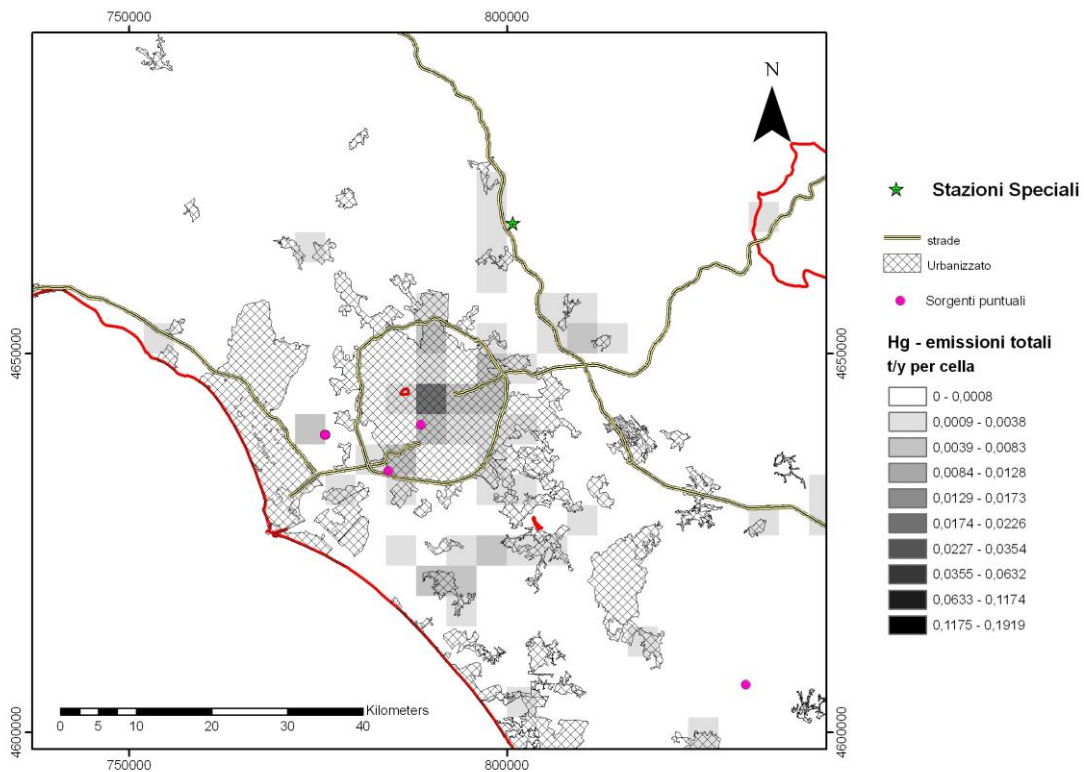 750000 800000
N
4650000 4650000
4600000 4600000
Kilometers
0 5 10 20 30 40
750000 800000
Stazioni Speciali
strade
Urbanizzato
Sorgenti puntuali
Hg - emissioni totali
t/y per cella
0 - 0,0008
0,0009 - 0,0038
0,0039 - 0,0083
0,0084 - 0,0128
0,0129 - 0,0173
0,0174 - 0,0226
0,0227 - 0,0354
0,0355 - 0,0632
0,0633 - 0,1174
0,1175 - 0,1919